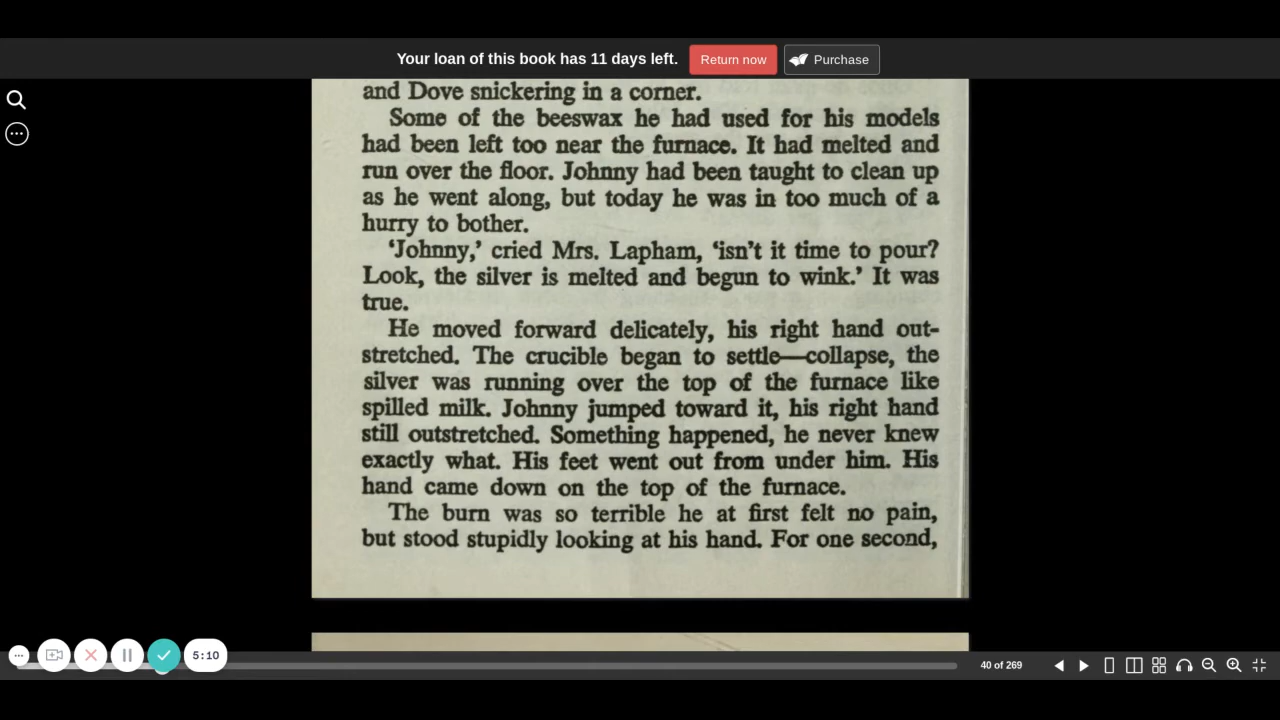 Your loan of this book has 11 days left. Return now Purchase
and Dove snickering in a corner.
Some of the beeswax he had used for his models
had been left too near the furnace. It had melted and
run over the floor. Johnny had been taught to clean up
as he went along, but today he was in too much of a
hurry to bother.
‘Johnny,’ cried Mrs. Lapham, ‘isn’t it time to pour?
Look, the silver is melted and begun to wink.’ It was
true.
He moved forward delicately, his right hand out-
stretched. The crucible began to settle—collapse, the
silver was running over the top of the furnace like
spilled milk. Johnny jumped toward it, his right hand
still outstretched. Something happened, he never knew
exactly what. His feet went out from under him. His
hand came down on the top of the furnace.
The burn was so terrible he at first felt no pain,
but stood stupidly looking at his hand. For one second,
5:10
40 of 269